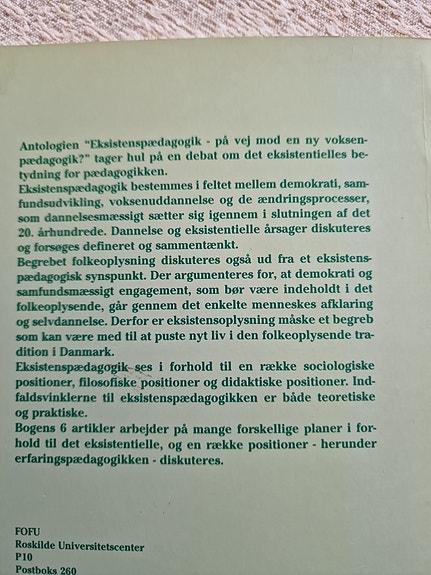 Antologien "Eksistenspædagogik - på vej mod en ny voksen-
pædagogik?" tager hul på en debat om det eksistentielles be-
tydning for pædagogikken.
Eksistenspædagogik bestemmes i feltet mellem demokrati, sam-
fundsudvikling, voksenuddannelse og de ændringsprocesser,
som dannelsesmæssigt sætter sig igennem i slutningen af det
20. århundrede. Dannelse og eksistentielle årsager diskuteres
og forsøges defineret og sammentænkt.
Begrebet folkeoplysning diskuteres også ud fra et eksistens-
pædagogisk synspunkt. Der argumenteres for, at demokrati og
samfundsmæssigt engagement, som bør være indeholdt i det
folkeoplysende, går gennem det enkelte menneskes afklaring
og selvdannelse. Derfor er eksistensoplysning måske et begreb
som kan være med til at puste nyt liv i den folkeoplysende tra-
dition i Danmark.
Eksistenspædagogik ses i forhold til en række sociologiske
positioner, filosofiske positioner og didaktiske positioner. Ind-
faldsvinklerne til eksistenspædagogikken er både teoretiske
og praktiske.
Bogens 6 artikler arbejder på mange forskellige planer i for-
hold til det eksistentielle, og en række positioner - herunder
erfaringspædagogikken - diskuteres.
FOFU
Roskilde Universitetscenter
P10
Postboks 260